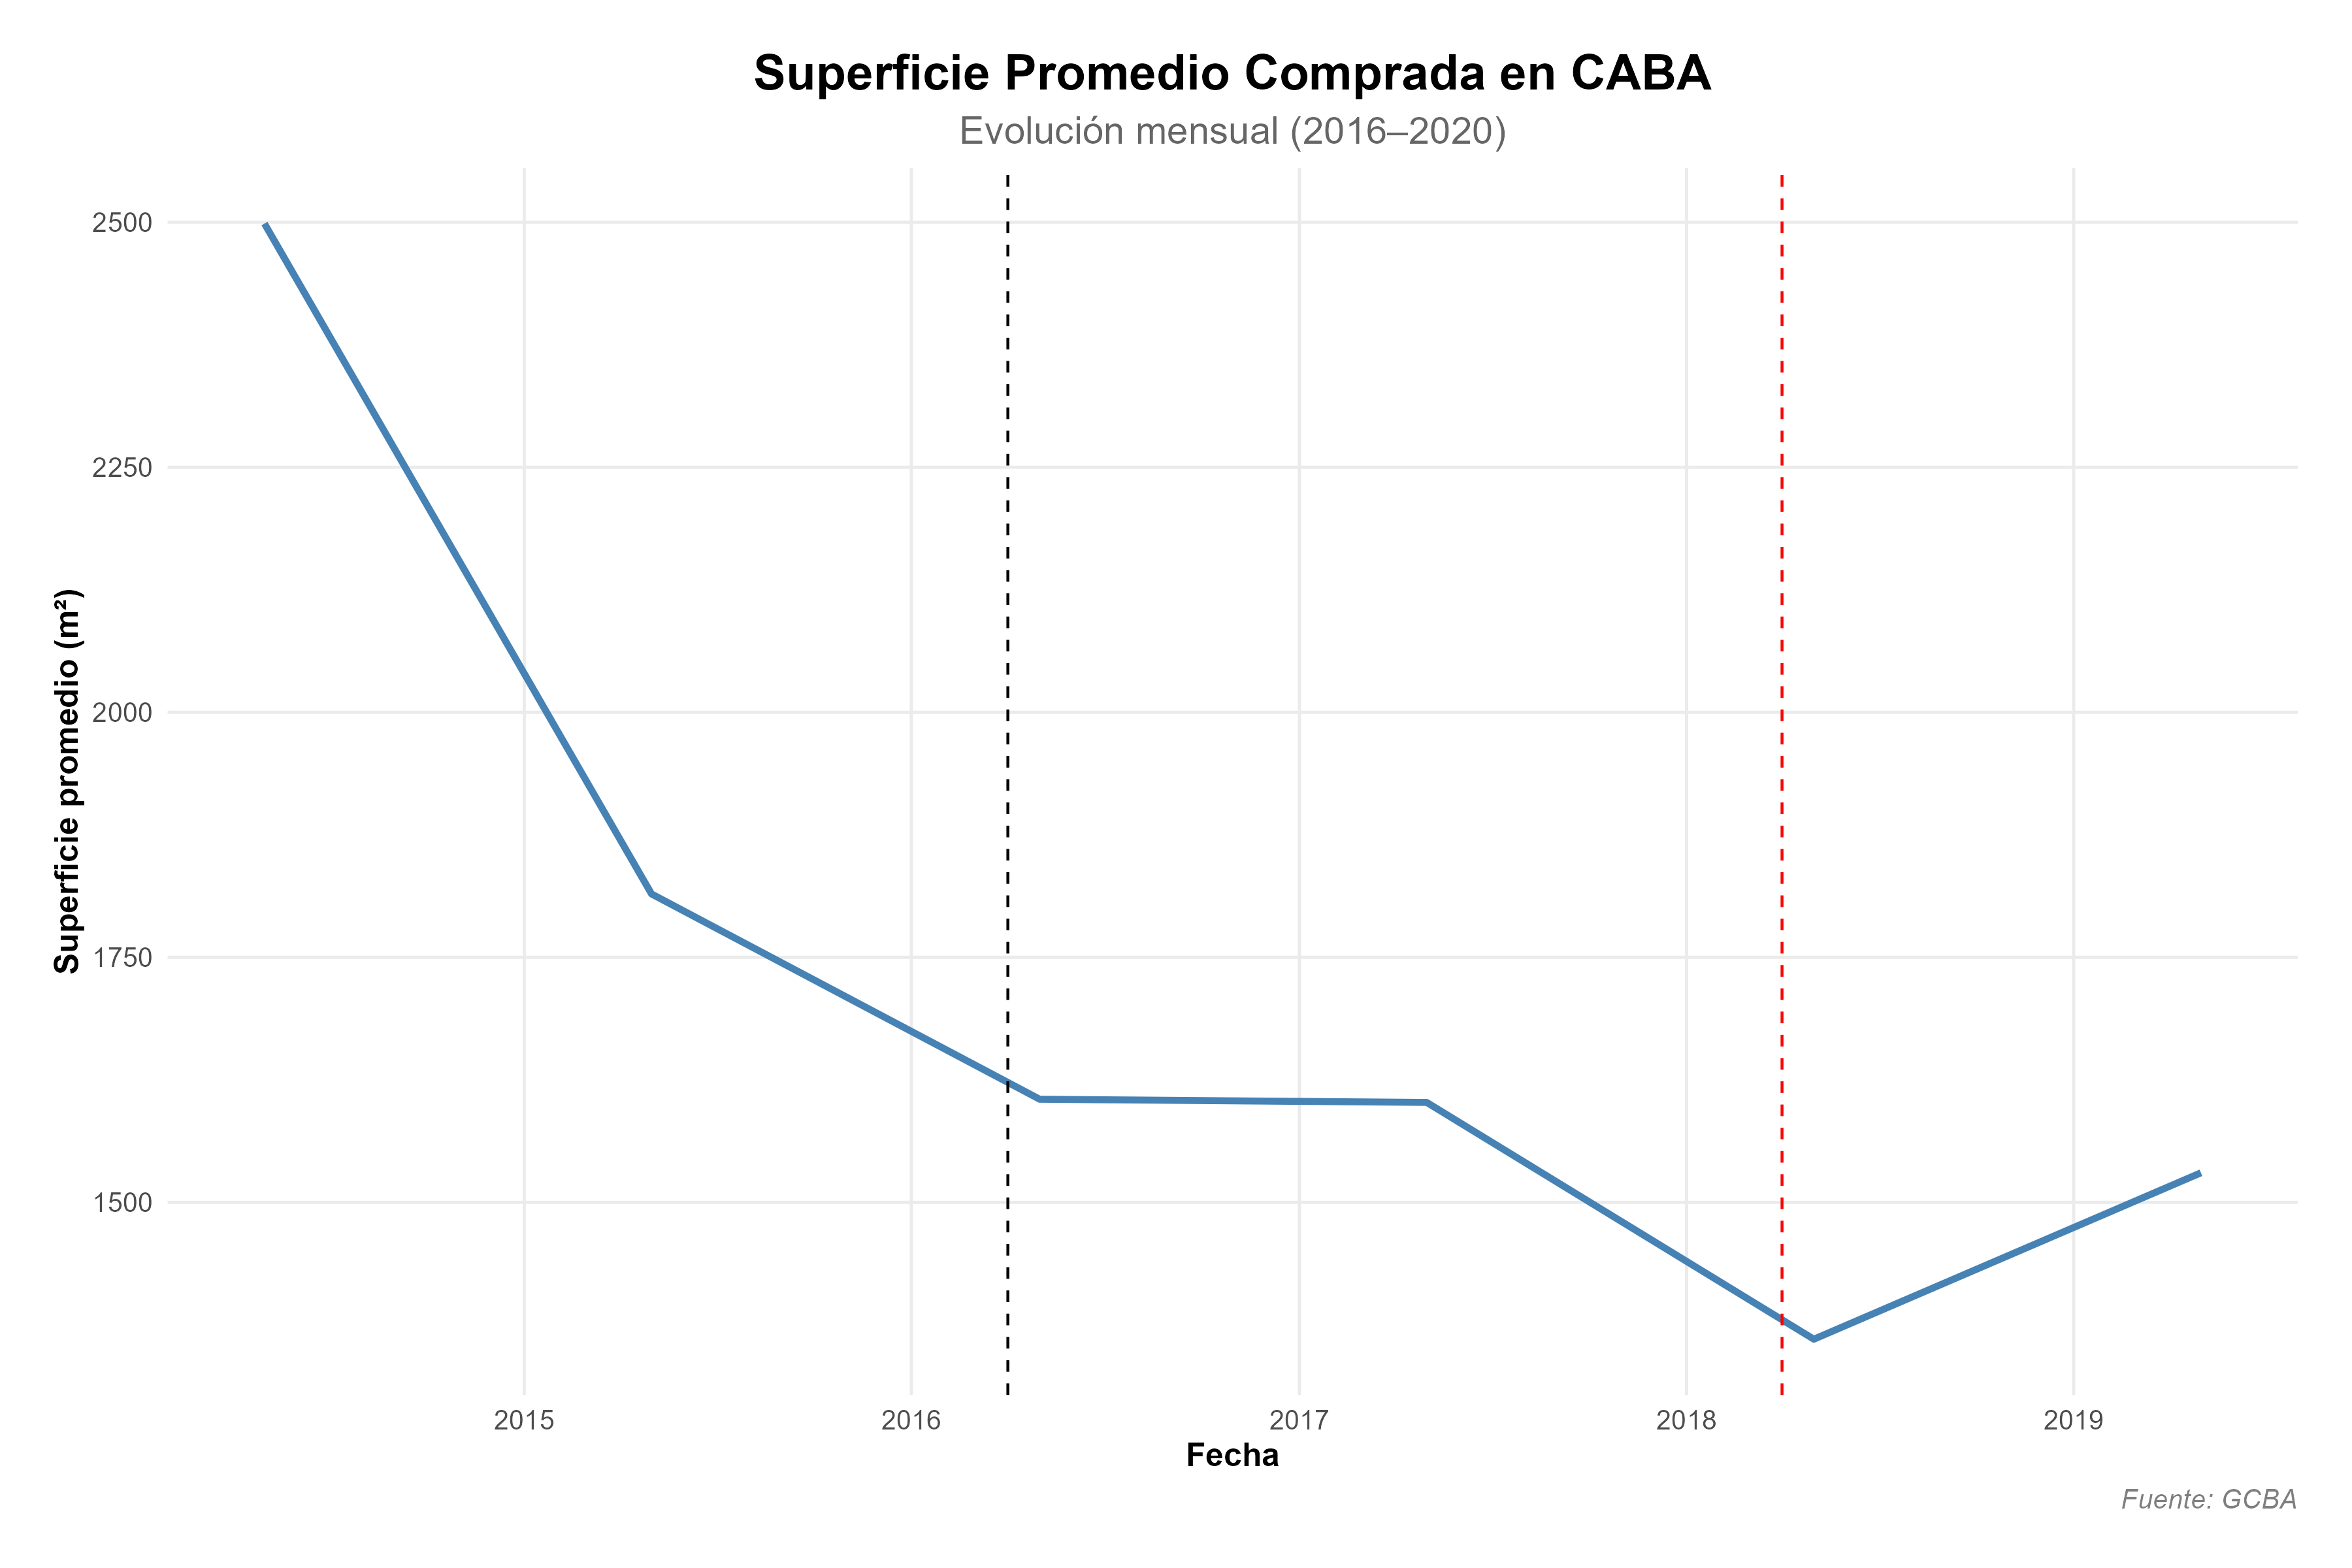 Superficie Promedio Comprada en CABA
Evolución mensual (2016–2020)
Superficie promedio (m²)
2500
2250
2000
1750
1500
2015 2016 2017 2018 2019
Fecha
Fuente: GCBA